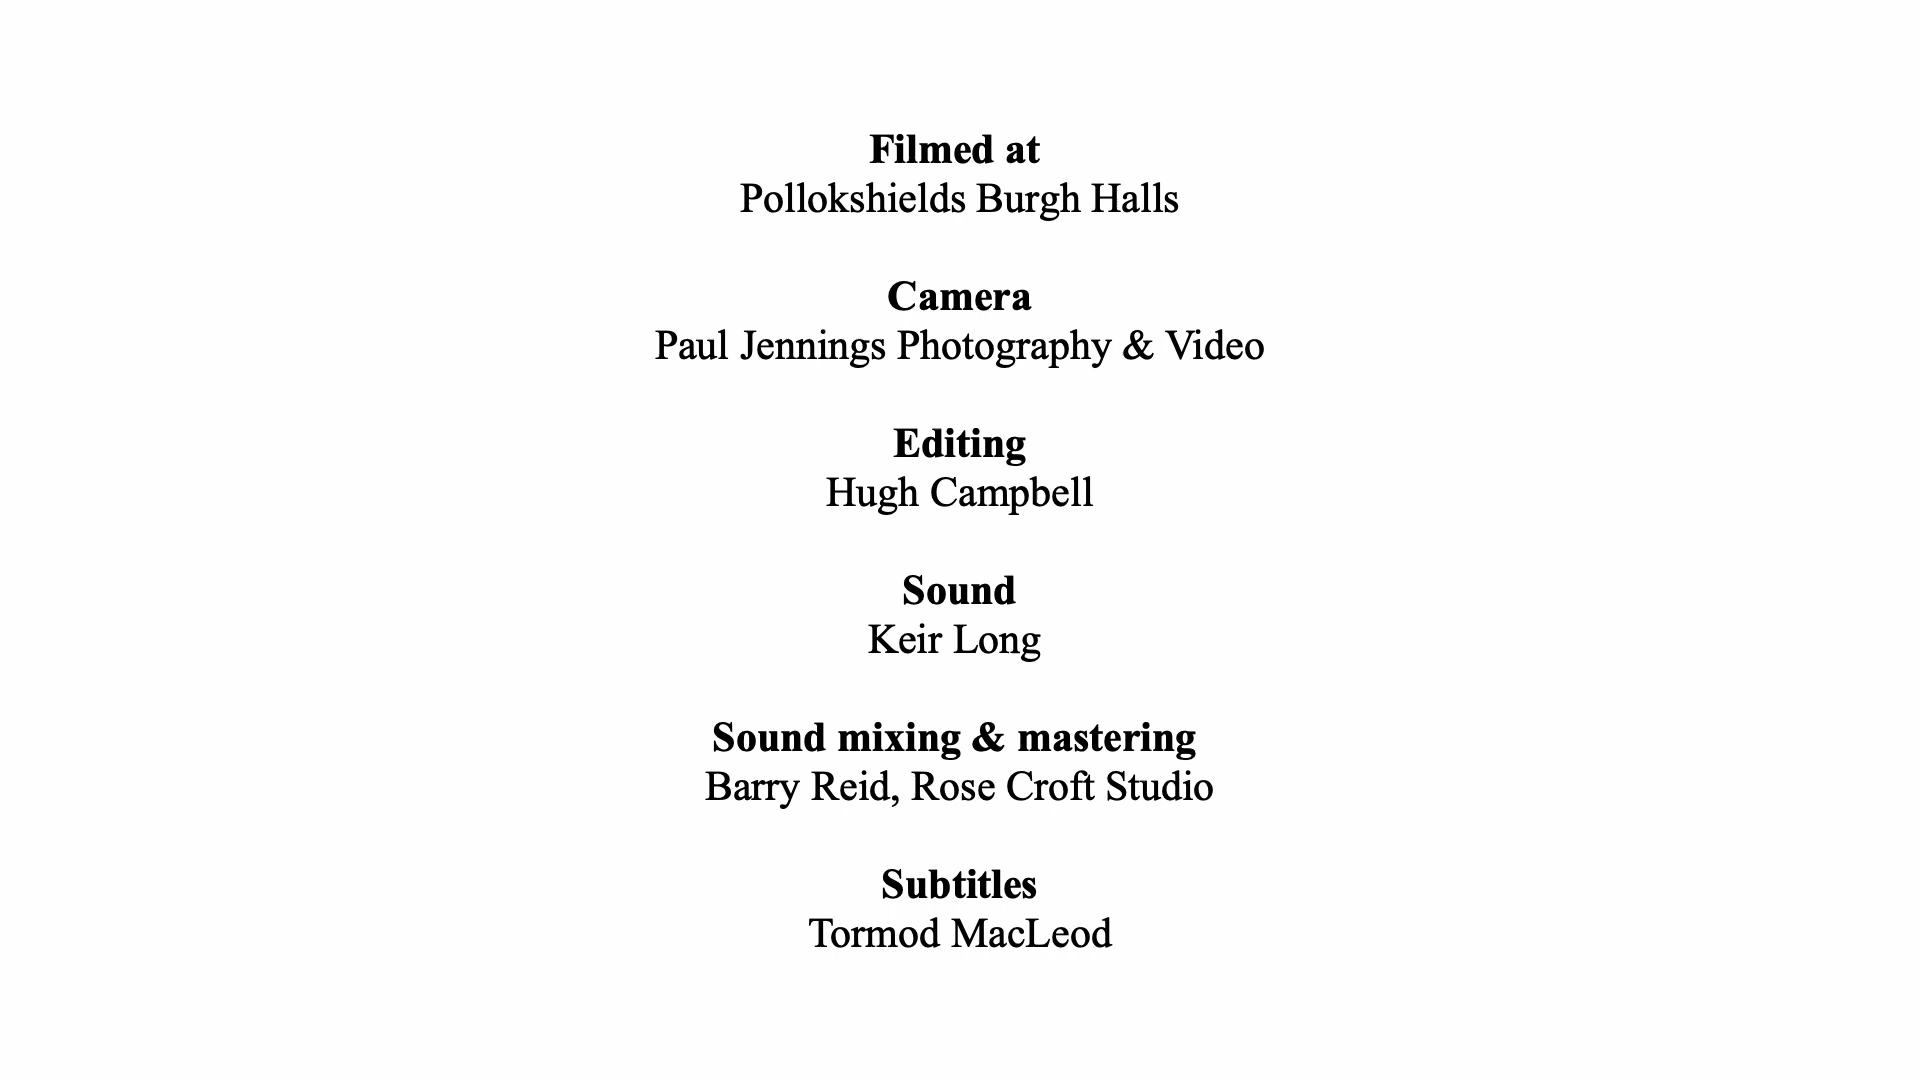 Filmed at
Pollokshields Burgh Halls
Camera
Paul Jennings Photography & Video
Editing
Hugh Campbell
Sound
Keir Long
Sound mixing & mastering
Barry Reid, Rose Croft Studio
Subtitles
Tormod MacLeod